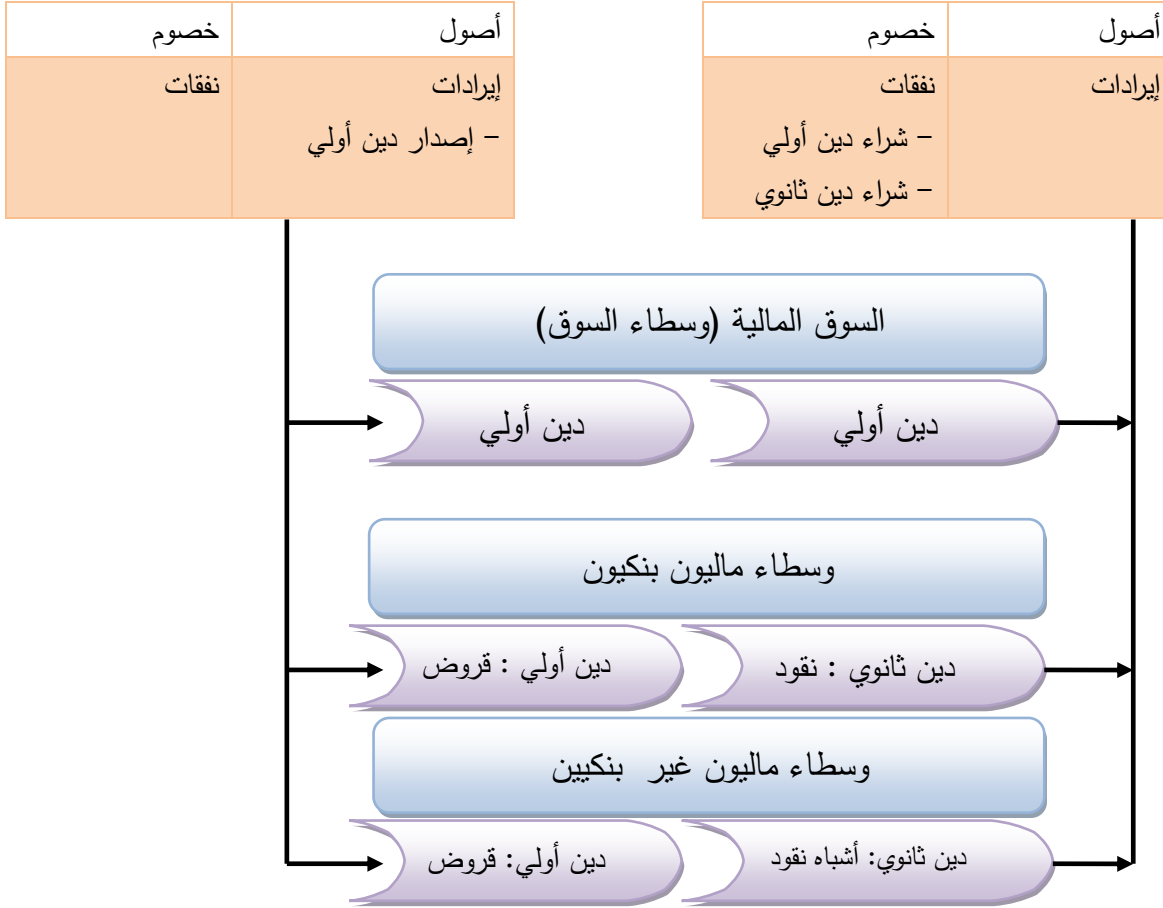 أصول
خصوم
إيرادات
نفقات
- شراء دين أولي
- شراء دين ثانوي
أصول
خصوم
إيرادات
- إصدار دين أولي
نفقات
السوق المالية (وسطاء السوق)
دين أولي
دين أولي
وسطاء ماليون بنكيون
دين ثانوي : نقود
دين أولي : قروض
وسطاء ماليون غير بنكيين
دين ثانوي: أشباه نقود
دين أولي: قروض